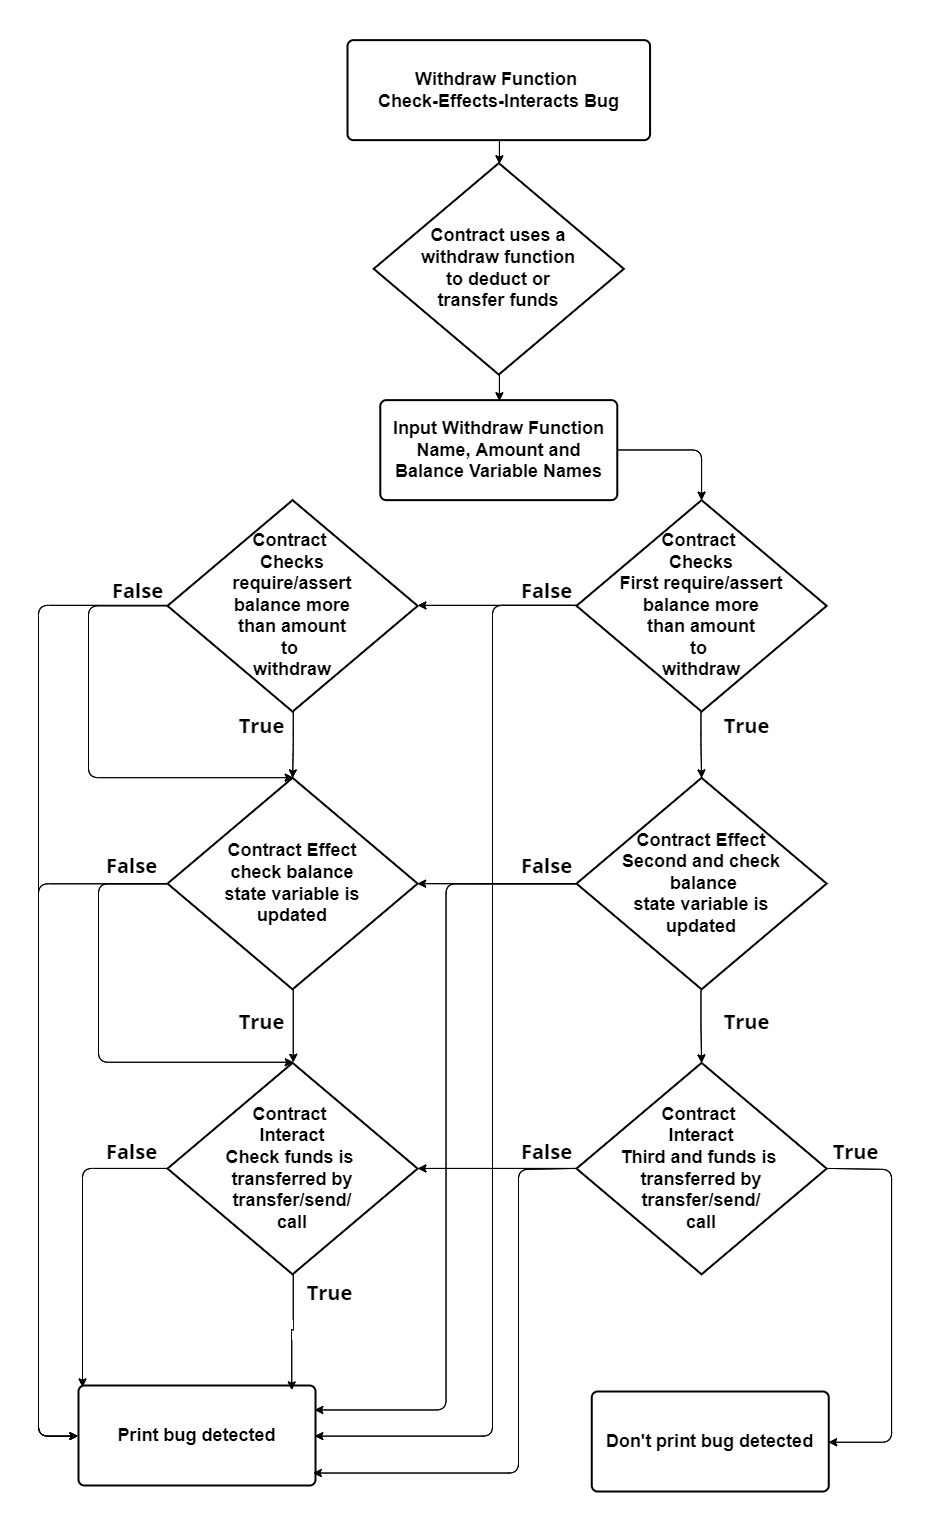 Withdraw Function
Check-Effects-Interacts Bug
Contract uses a
withdraw function
to deduct or
transfer funds
Input Withdraw Function
Name, Amount and
Balance Variable Names
Contract
Checks
require/assert
balance more
than amount
to
withdraw
False
True
Contract
Checks
First require/assert
balance more
than amount
to
withdraw
False
True
Contract Effect
check balance
state variable is
updated
False
True
Contract Effect
Second and check
balance
state variable is
updated
False
True
Contract
Interact
Check funds is
transferred by
transfer/send/
call
False
True
Contract
Interact
Third and funds is
transferred by
transfer/send/
call
False
True
Print bug detected
Don't print bug detected